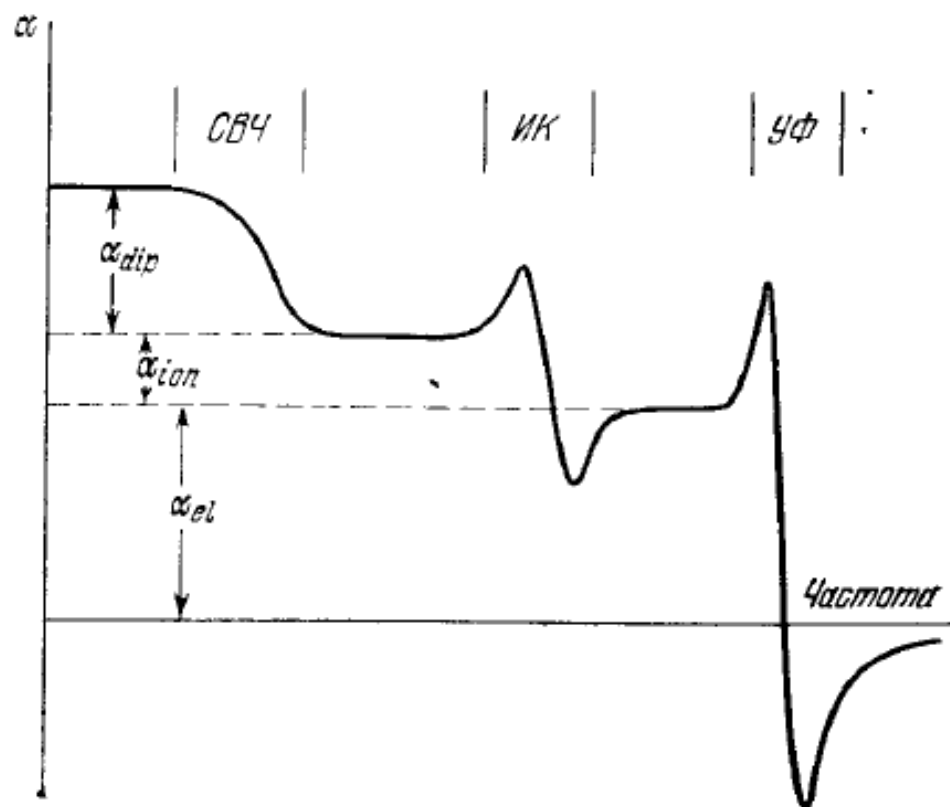 α
СВЧ ИК УФ
α_dip
α_ion
α_el
Частота